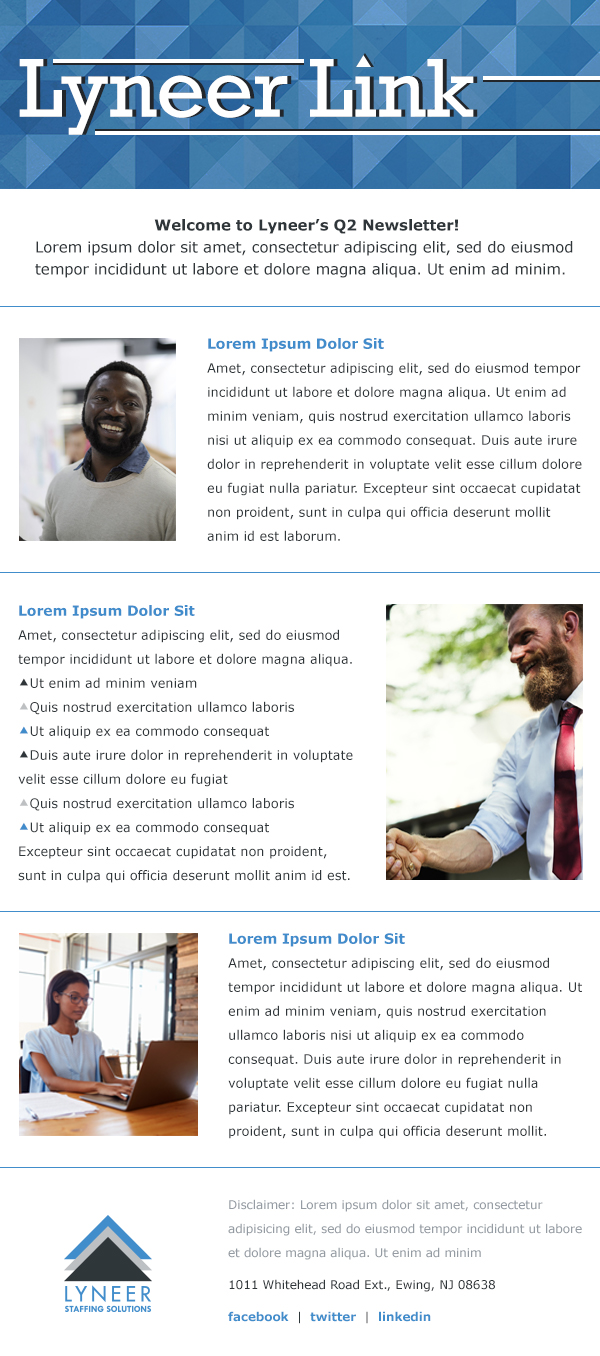 Lyneer Link
Welcome to Lyneer’s Q2 Newsletter!
Lorem ipsum dolor sit amet, consectetur adipiscing elit, sed do eiusmod
tempor incididunt ut labore et dolore magna aliqua. Ut enim ad minim.
Lorem Ipsum Dolor Sit
Amet, consectetur adipiscing elit, sed do eiusmod tempor
incididunt ut labore et dolore magna aliqua. Ut enim ad
minim veniam, quis nostrud exercitation ullamco laboris
nisi ut aliquip ex ea commodo consequat. Duis aute irure
dolor in reprehenderit in voluptate velit esse cillum dolore
eu fugiat nulla pariatur. Excepteur sint occaecat cupidatat
non proident, sunt in culpa qui officia deserunt mollit
anim id est laborum.
Lorem Ipsum Dolor Sit
Amet, consectetur adipiscing elit, sed do eiusmod
tempor incididunt ut labore et dolore magna aliqua.
Ut enim ad minim veniam
Quis nostrud exercitation ullamco laboris
Ut aliquip ex ea commodo consequat
Duis aute irure dolor in reprehenderit in voluptate
velit esse cillum dolore eu fugiat
Quis nostrud exercitation ullamco laboris
Ut aliquip ex ea commodo consequat
Excepteur sint occaecat cupidatat non proident,
sunt in culpa qui officia deserunt mollit anim id est.
Lorem Ipsum Dolor Sit
Amet, consectetur adipiscing elit, sed do eiusmod
tempor incididunt ut labore et dolore magna aliqua. Ut
enim ad minim veniam, quis nostrud exercitation
ullamco laboris nisi ut aliquip ex ea commodo
consequat. Duis aute irure dolor in reprehenderit in
voluptate velit esse cillum dolore eu fugiat nulla
pariatur. Excepteur sint occaecat cupidatat non
proident, sunt in culpa qui officia deserunt mollit.
LYNEER
STAFFING SOLUTIONS
Disclaimer: Lorem ipsum dolor sit amet, consectetur
adipisicing elit, sed do eiusmod tempor incididunt ut labore
et dolore magna aliqua. Ut enim ad minim
1011 Whitehead Road Ext., Ewing, NJ 08638
facebook | twitter | linkedin